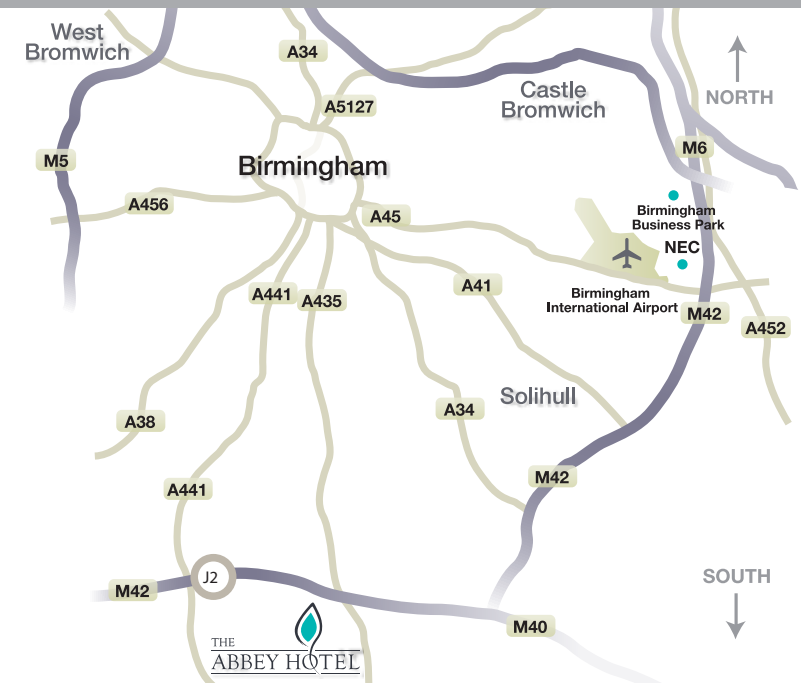 West
Bromwich
A34
A5127
Castle
Bromwich
NORTH
M5
Birmingham
M6
A456
A45
Birmingham
Business Park
NEC
A441
A435
A41
Birmingham
International Airport
M42
A452
Solihull
A38
A34
A441
M42
J2
M42
SOUTH
M40
THE
ABBEY HOTEL